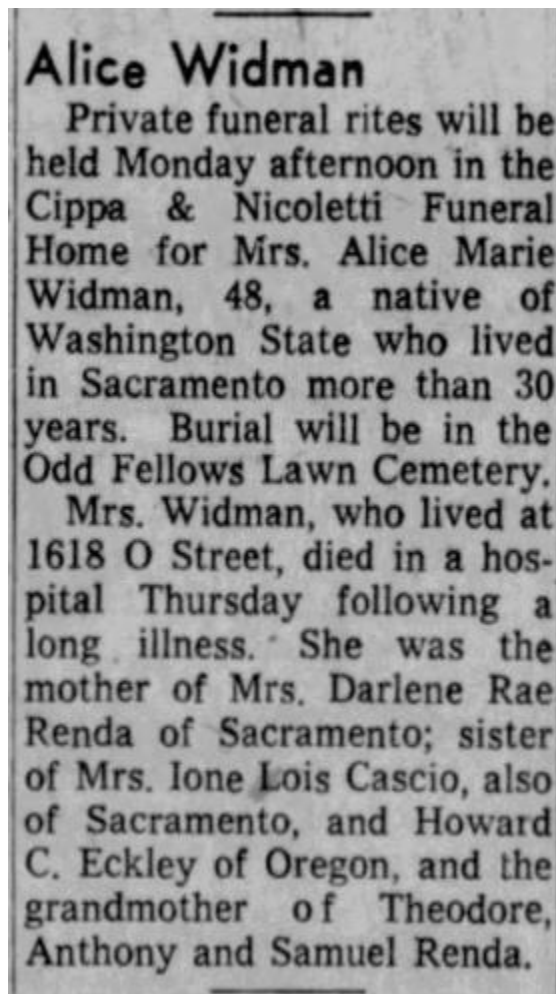 Alice Widman
Private funeral rites will be
held Monday afternoon in the
Cippa & Nicoletti Funeral
Home for Mrs. Alice Marie
Widman, 48, a native of
Washington State who lived
in Sacramento more than 30
years. Burial will be in the
Odd Fellows Lawn Cemetery.
Mrs. Widman, who lived at
1618 O Street, died in a hos-
pital Thursday following a
long illness. She was the
mother of Mrs. Darlene Rae
Renda of Sacramento; sister
of Mrs. Ione Lois Cascio, also
of Sacramento, and Howard
C. Eckley of Oregon, and the
grandmother of Theodore,
Anthony and Samuel Renda.